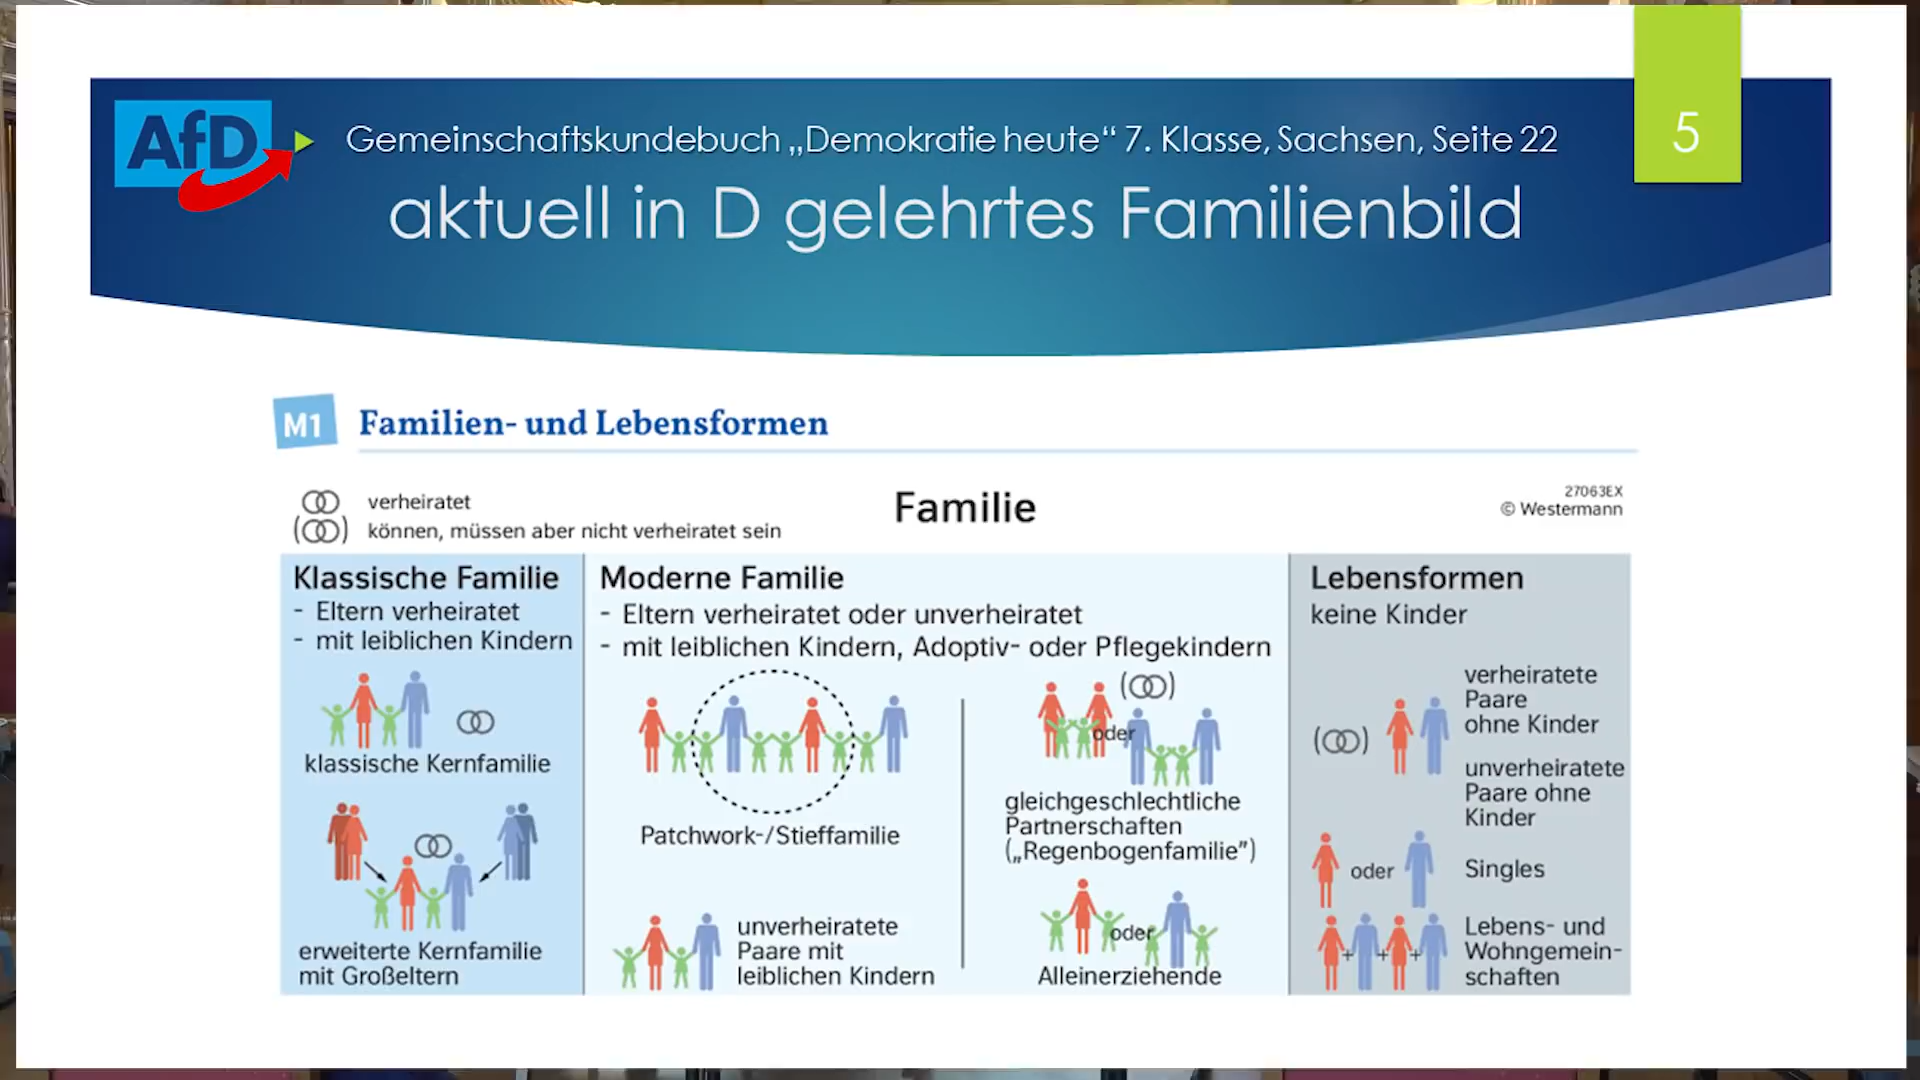 AfD
Gemeinschaftskundebuch „Demokratie heute“ 7. Klasse, Sachsen, Seite 22
5
aktuell in D gelehrtes Familienbild
M1 Familien- und Lebensformen
verheiratet
können, müssen aber nicht verheiratet sein
Familie
27063EX
© Westermann
Klassische Familie
- Eltern verheiratet
- mit leiblichen Kindern
klassische Kernfamilie
erweiterte Kernfamilie
mit Großeltern
Moderne Familie
- Eltern verheiratet oder unverheiratet
- mit leiblichen Kindern, Adoptiv- oder Pflegekindern
Patchwork-/Stieffamilie
unverheiratete
Paare mit
leiblichen Kindern
oder
gleichgeschlechtliche
Partnerschaften
(„Regenbogenfamilie”)
oder
Alleinerziehende
Lebensformen
keine Kinder
verheiratete
Paare
ohne Kinder
unverheiratete
Paare ohne
Kinder
oder
Singles
+ + +
Lebens- und
Wohngemein-
schaften